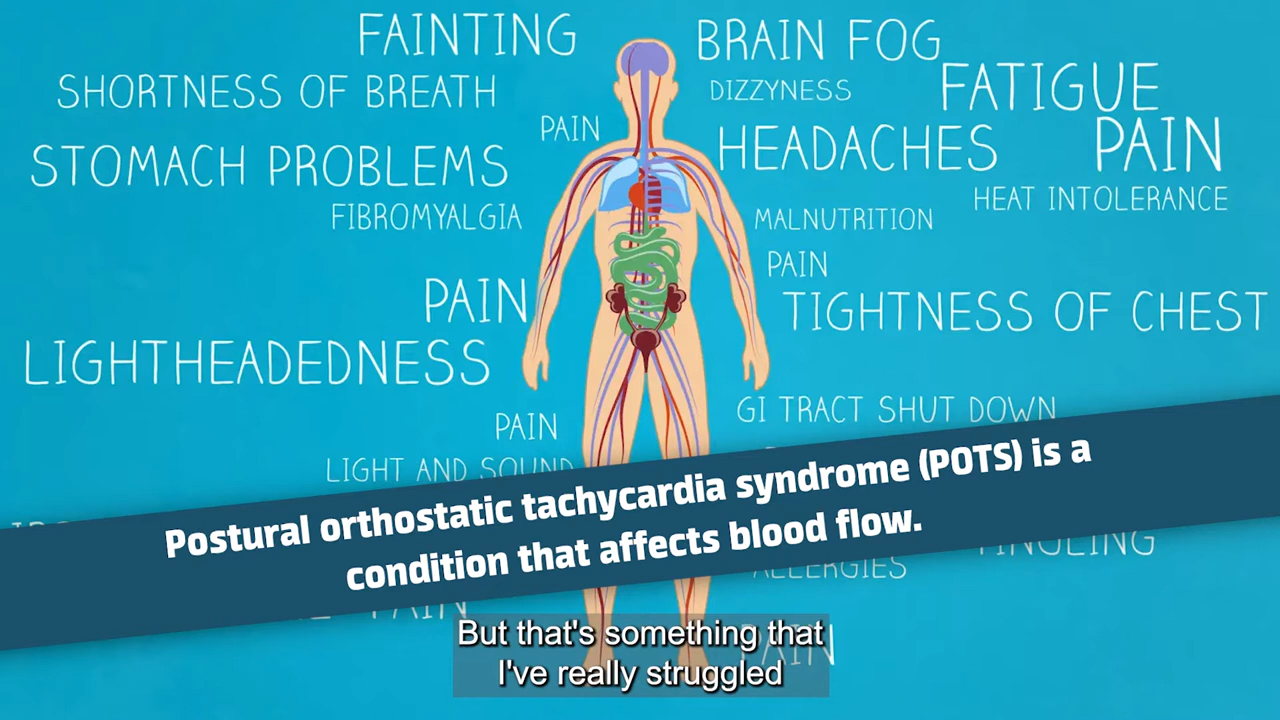 FAINTING
BRAIN FOG
SHORTNESS OF BREATH
DIZZYNESS
FATIGUE
PAIN
HEADACHES
PAIN
STOMACH PROBLEMS
HEAT INTOLERANCE
FIBROMYALGIA
MALNUTRITION
PAIN
PAIN
TIGHTNESS OF CHEST
LIGHTHEADEDNESS
GI TRACT SHUT DOWN
PAIN
LIGHT AND SOUND
Postural orthostatic tachycardia syndrome (POTS) is a
condition that affects blood flow.
TINGLING
ALLERGIES
PAIN
But that's something that
I've really struggled
PAIN